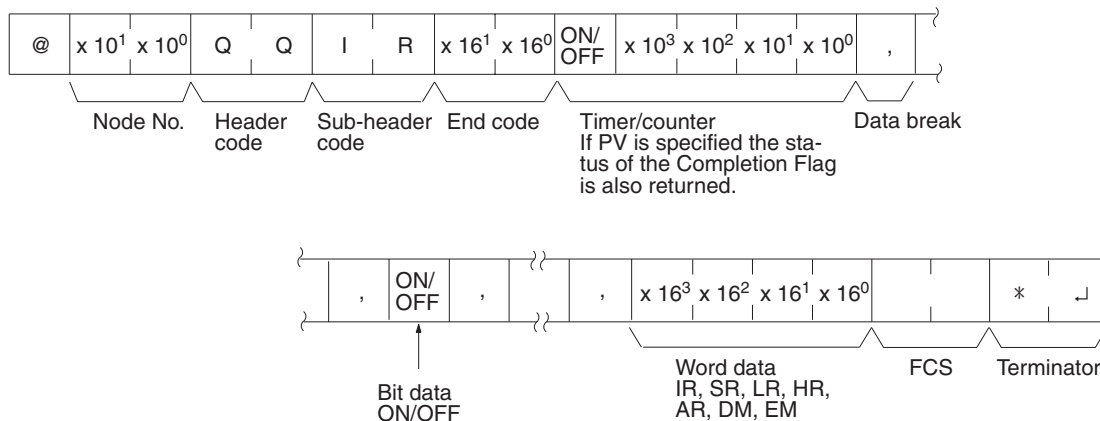 @ x 10¹ x 10⁰ Q Q I R x 16¹ x 16⁰ ON/OFF x 10³ x 10² x 10¹ x 10⁰ ,
Node No.
Header
code
Sub-header
code
End code
Timer/counter
If PV is specified the sta-
tus of the Completion Flag
is also returned.
Data break
, ON/OFF , , x 16³ x 16² x 16¹ x 16⁰ * ↵
Bit data
ON/OFF
Word data
IR, SR, LR, HR,
AR, DM, EM
FCS
Terminator